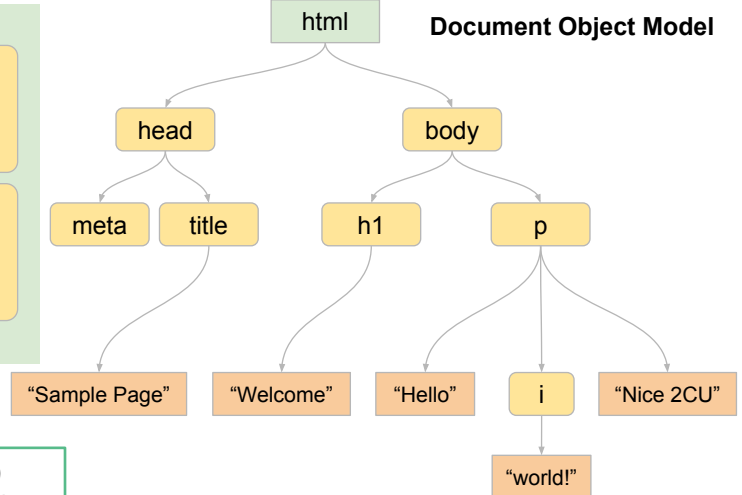 html
Document Object Model
head
body
meta
title
h1
p
“Sample Page”
“Welcome”
“Hello”
i
“Nice 2CU”
“world!”